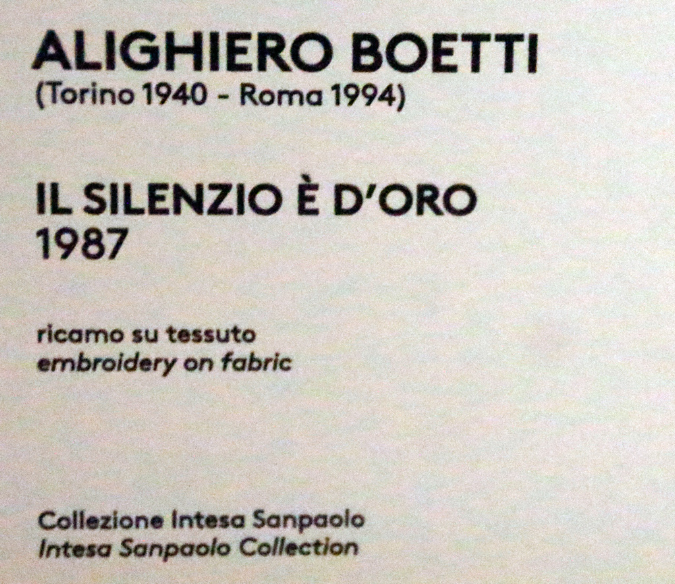 ALIGHIERO BOETTI
(Torino 1940 - Roma 1994)
IL SILENZIO È D'ORO
1987
ricamo su tessuto
embroidery on fabric
Collezione Intesa Sanpaolo
Intesa Sanpaolo Collection